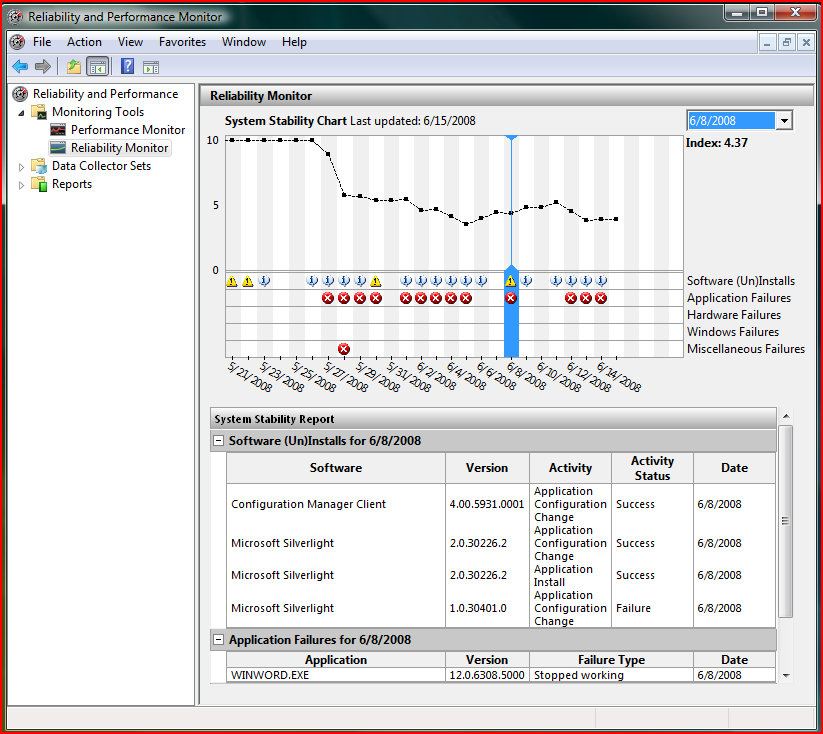 Reliability and Performance Monitor
File Action View Favorites Window Help
Reliability and Performance
Monitoring Tools
Performance Monitor
Reliability Monitor
Data Collector Sets
Reports
Reliability Monitor
System Stability Chart Last updated: 6/15/2008
6/8/2008
Index: 4.37
10
5
0
Software (Un)Installs
Application Failures
Hardware Failures
Windows Failures
Miscellaneous Failures
5/21/2008 5/23/2008 5/25/2008 5/27/2008 5/29/2008 5/31/2008 6/2/2008 6/4/2008 6/6/2008 6/8/2008 6/10/2008 6/12/2008 6/14/2008
System Stability Report
Software (Un)Installs for 6/8/2008
Software Version Activity Activity Status Date
Configuration Manager Client 4.00.5931.0001 Application Configuration Change Success 6/8/2008
Microsoft Silverlight 2.0.30226.2 Application Configuration Change Success 6/8/2008
Microsoft Silverlight 2.0.30226.2 Application Install Success 6/8/2008
Microsoft Silverlight 1.0.30401.0 Application Configuration Change Failure 6/8/2008
Application Failures for 6/8/2008
Application Version Failure Type Date
WINWORD.EXE 12.0.6308.5000 Stopped working 6/8/2008